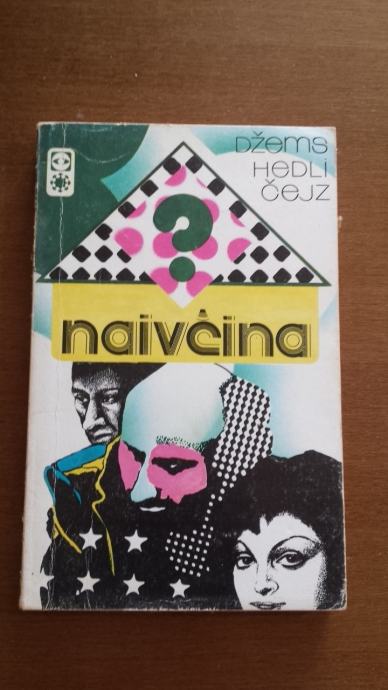 Džems
HEDLi
ČEJZ
?
naivčina